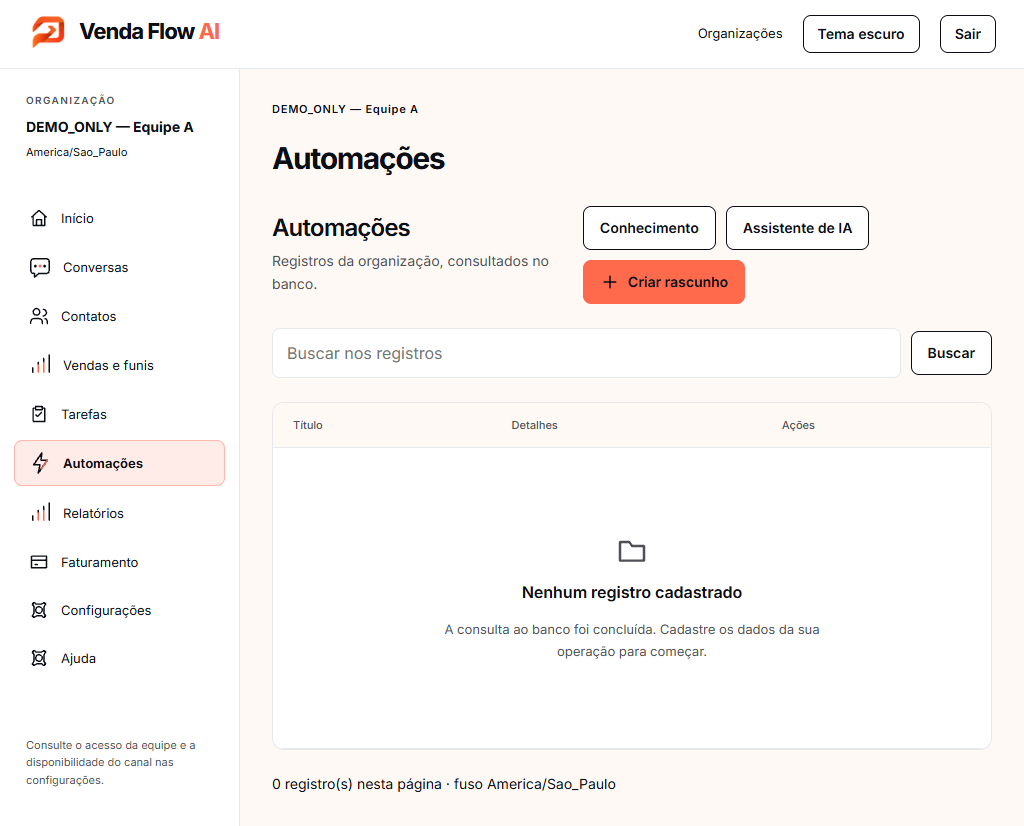 Venda Flow AI
Organizações
Tema escuro
Sair
ORGANIZAÇÃO
DEMO_ONLY — Equipe A
America/Sao_Paulo
Início
Conversas
Contatos
Vendas e funis
Tarefas
Automações
Relatórios
Faturamento
Configurações
Ajuda
Consulte o acesso da equipe e a
disponibilidade do canal nas
configurações.
DEMO_ONLY — Equipe A
Automações
Automações
Registros da organização, consultados no
banco.
Conhecimento
Assistente de IA
Criar rascunho
Buscar nos registros
Buscar
Título
Detalhes
Ações
Nenhum registro cadastrado
A consulta ao banco foi concluída. Cadastre os dados da sua
operação para começar.
0 registro(s) nesta página · fuso America/Sao_Paulo